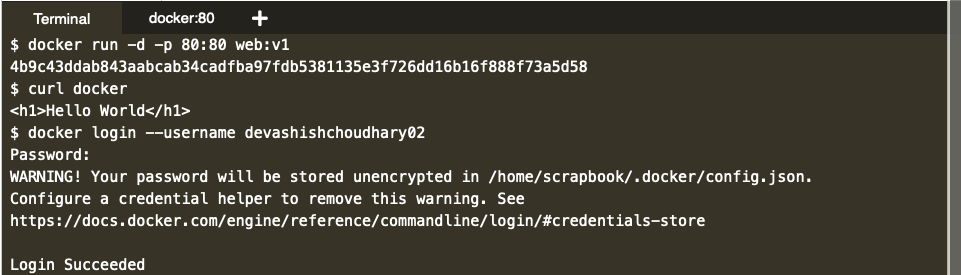 Terminal
docker:80
+
$ docker run -d -p 80:80 web:v1
4b9c43ddab843aabcab34cadfba97fdb5381135e3f726dd16b16f888f73a5d58
$ curl docker
<h1>Hello World</h1>
$ docker login --username devashishchoudhary02
Password:
WARNING! Your password will be stored unencrypted in /home/scrapbook/.docker/config.json.
Configure a credential helper to remove this warning. See
https://docs.docker.com/engine/reference/commandline/login/#credentials-store
Login Succeeded